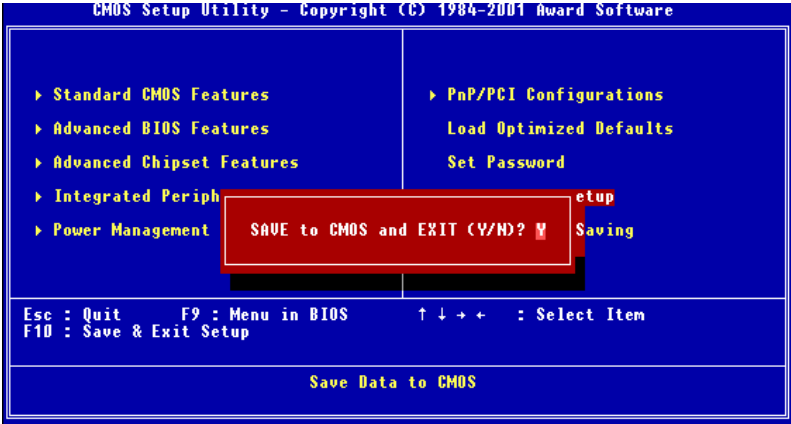 CMOS Setup Utility - Copyright (C) 1984-2001 Award Software
▸ Standard CMOS Features
▸ Advanced BIOS Features
▸ Advanced Chipset Features
▸ Integrated Periph
▸ Power Management
▸ PnP/PCI Configurations
Load Optimized Defaults
Set Password
etup
Saving
SAVE to CMOS and EXIT (Y/N)? Y
Esc : Quit F9 : Menu in BIOS ↑ ↓ → ← : Select Item
F10 : Save & Exit Setup
Save Data to CMOS